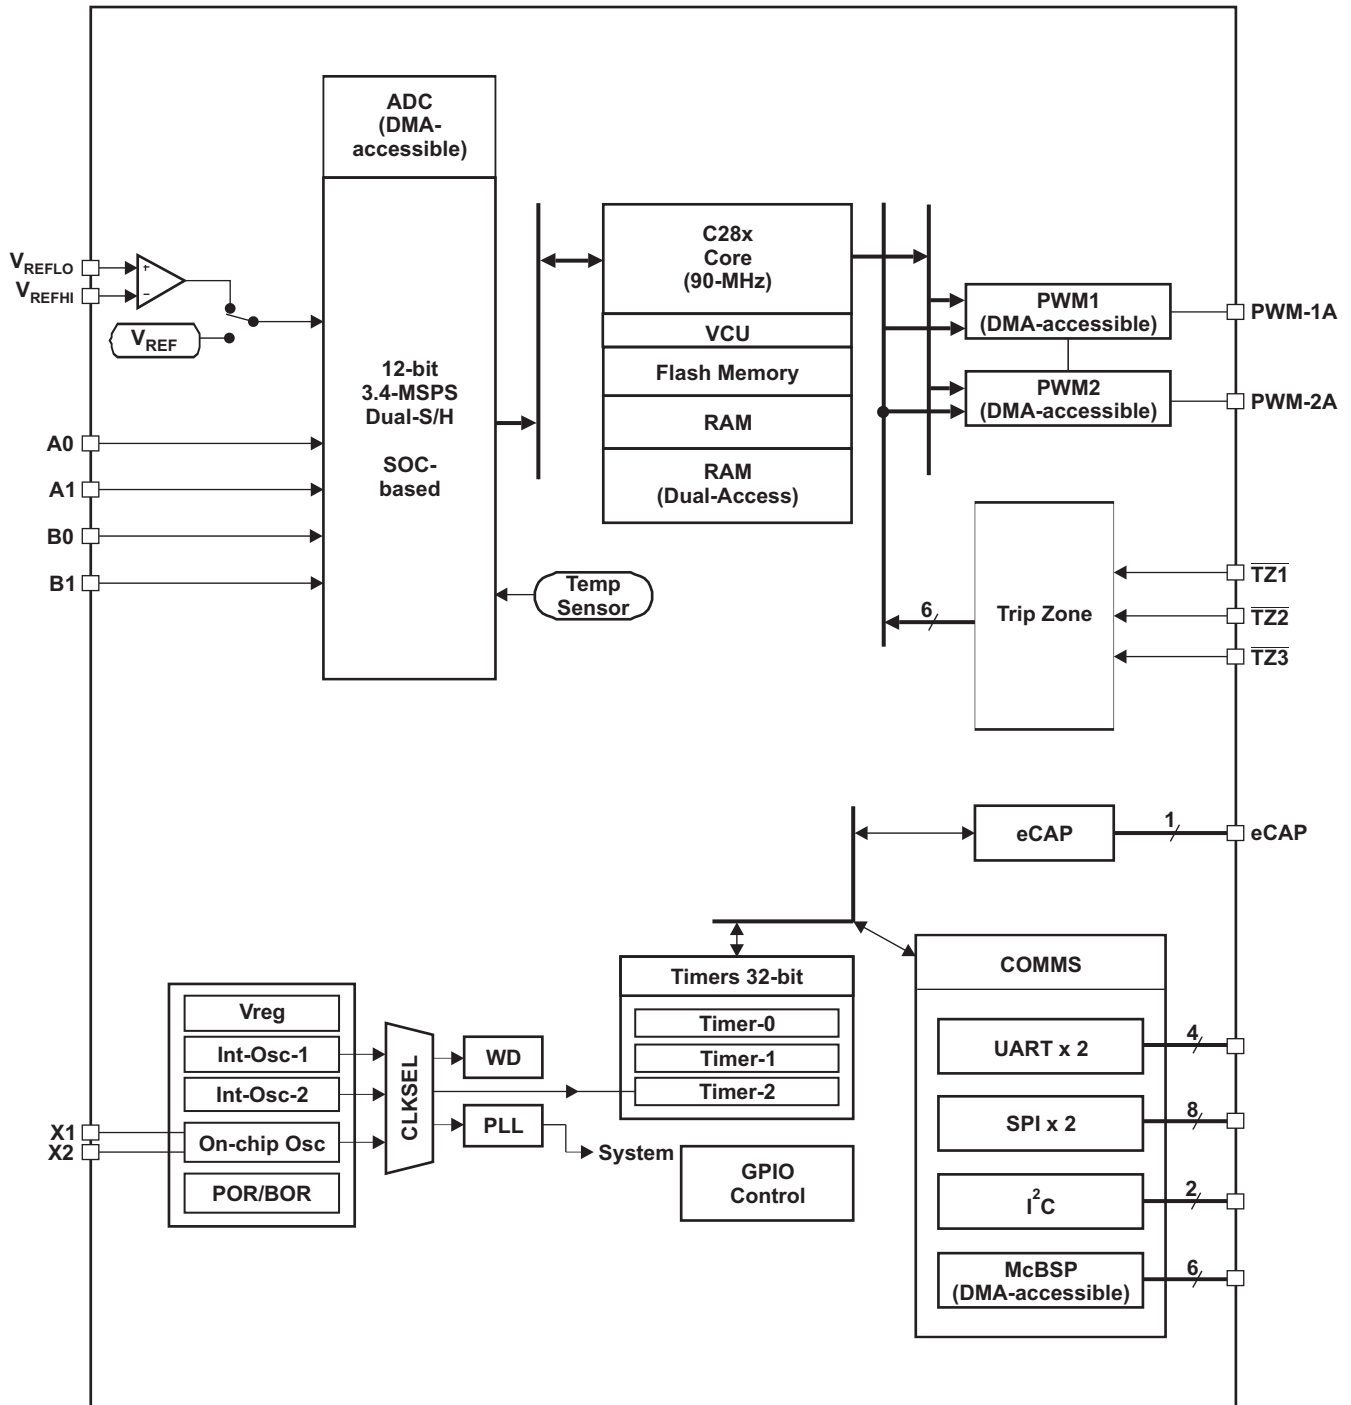 ADC
(DMA-
accessible)
12-bit
3.4-MSPS
Dual-S/H
SOC-
based
VREFLO
VREFHI
+
−
VREF
A0
A1
B0
B1
Temp
Sensor
C28x
Core
(90-MHz)
VCU
Flash Memory
RAM
RAM
(Dual-Access)
PWM1
(DMA-accessible)
PWM-1A
PWM2
(DMA-accessible)
PWM-2A
6
Trip Zone
TZ1
TZ2
TZ3
eCAP
1
eCAP
Timers 32-bit
Timer-0
Timer-1
Timer-2
COMMS
UART x 2
4
SPI x 2
8
I²C
2
McBSP
(DMA-accessible)
6
Vreg
Int-Osc-1
Int-Osc-2
On-chip Osc
POR/BOR
X1
X2
CLKSEL
WD
PLL
System
GPIO
Control